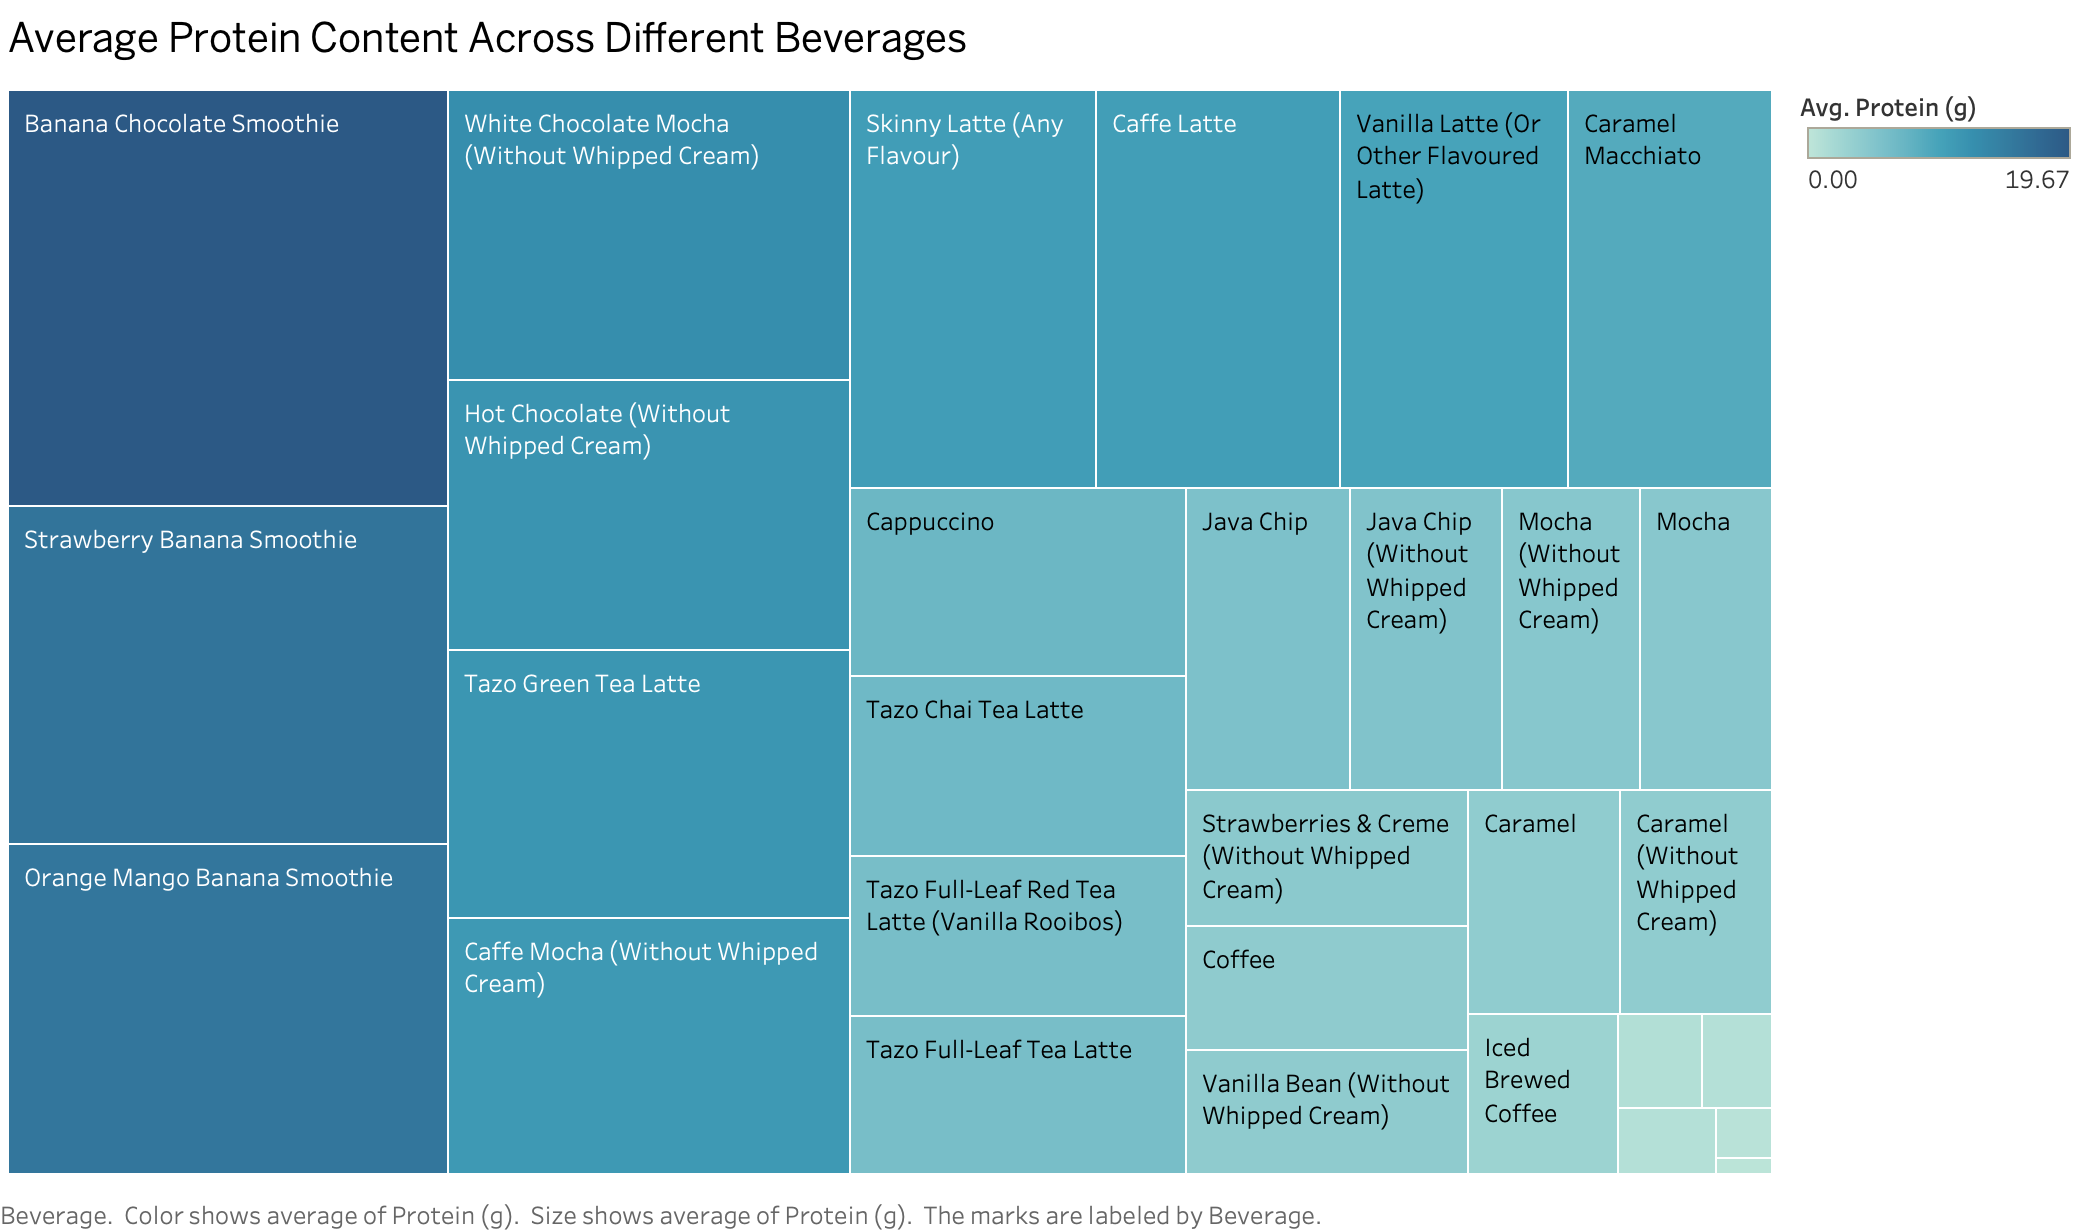 Average Protein Content Across Different Beverages
Banana Chocolate Smoothie
Strawberry Banana Smoothie
Orange Mango Banana Smoothie
White Chocolate Mocha
(Without Whipped Cream)
Hot Chocolate (Without
Whipped Cream)
Tazo Green Tea Latte
Caffe Mocha (Without Whipped
Cream)
Skinny Latte (Any
Flavour)
Caffe Latte
Vanilla Latte (Or
Other Flavoured
Latte)
Caramel
Macchiato
Cappuccino
Tazo Chai Tea Latte
Tazo Full-Leaf Red Tea
Latte (Vanilla Rooibos)
Tazo Full-Leaf Tea Latte
Java Chip
Java Chip
(Without
Whipped
Cream)
Mocha
(Without
Whipped
Cream)
Mocha
Strawberries & Creme
(Without Whipped
Cream)
Coffee
Vanilla Bean (Without
Whipped Cream)
Caramel
Caramel
(Without
Whipped
Cream)
Iced
Brewed
Coffee
Avg. Protein (g)
0.00 19.67
Beverage. Color shows average of Protein (g). Size shows average of Protein (g). The marks are labeled by Beverage.